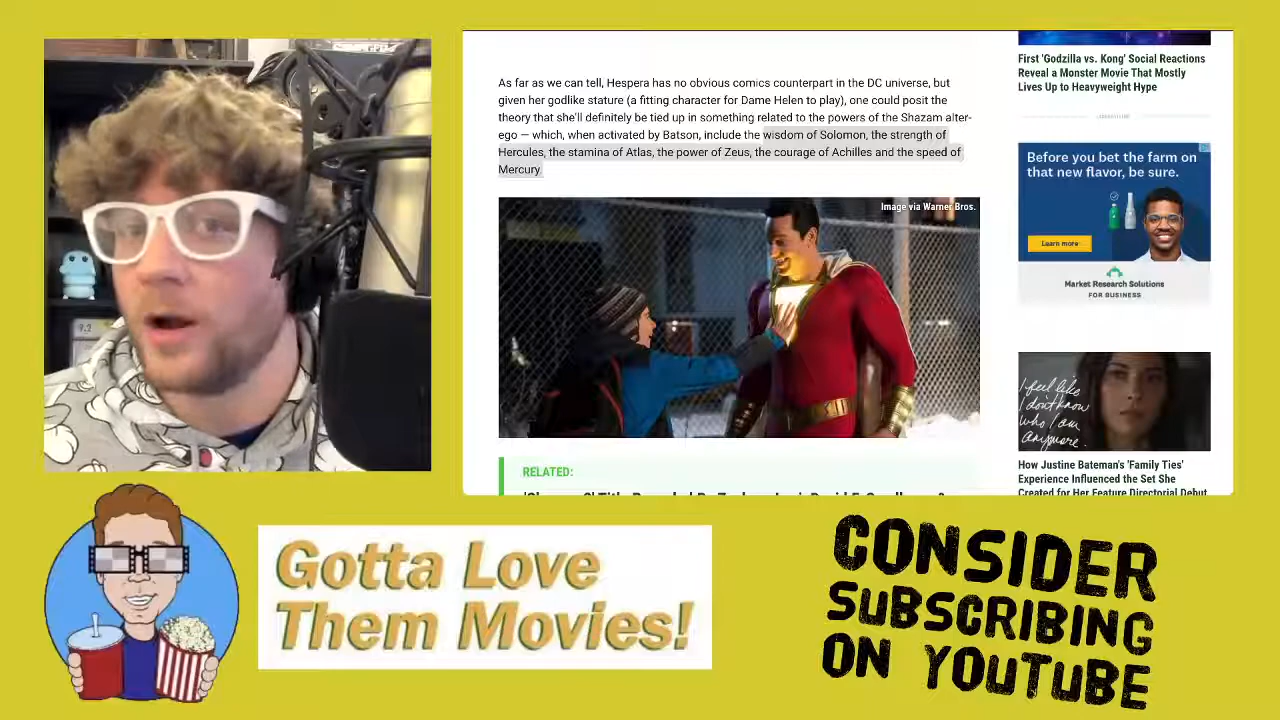 As far as we can tell, Hespera has no obvious comics counterpart in the DC universe, but
given her godlike stature (a fitting character for Dame Helen to play), one could posit the
theory that she'll definitely be tied up in something related to the powers of the Shazam alter-
ego — which, when activated by Batson, include the wisdom of Solomon, the strength of
Hercules, the stamina of Atlas, the power of Zeus, the courage of Achilles and the speed of
Mercury.
Image via Warner Bros.
RELATED:
First 'Godzilla vs. Kong' Social Reactions
Reveal a Monster Movie That Mostly
Lives Up to Heavyweight Hype
Before you bet the farm on
that new flavor, be sure.
Learn more
Market Research Solutions
FOR BUSINESS
I feel like
I don't know
who I am
anymore.
How Justine Bateman's 'Family Ties'
Experience Influenced the Set She
Created for Her Feature Directorial Debut
9.2
Gotta Love
Them Movies!
CONSIDER
SUBSCRIBING
ON YOUTUBE